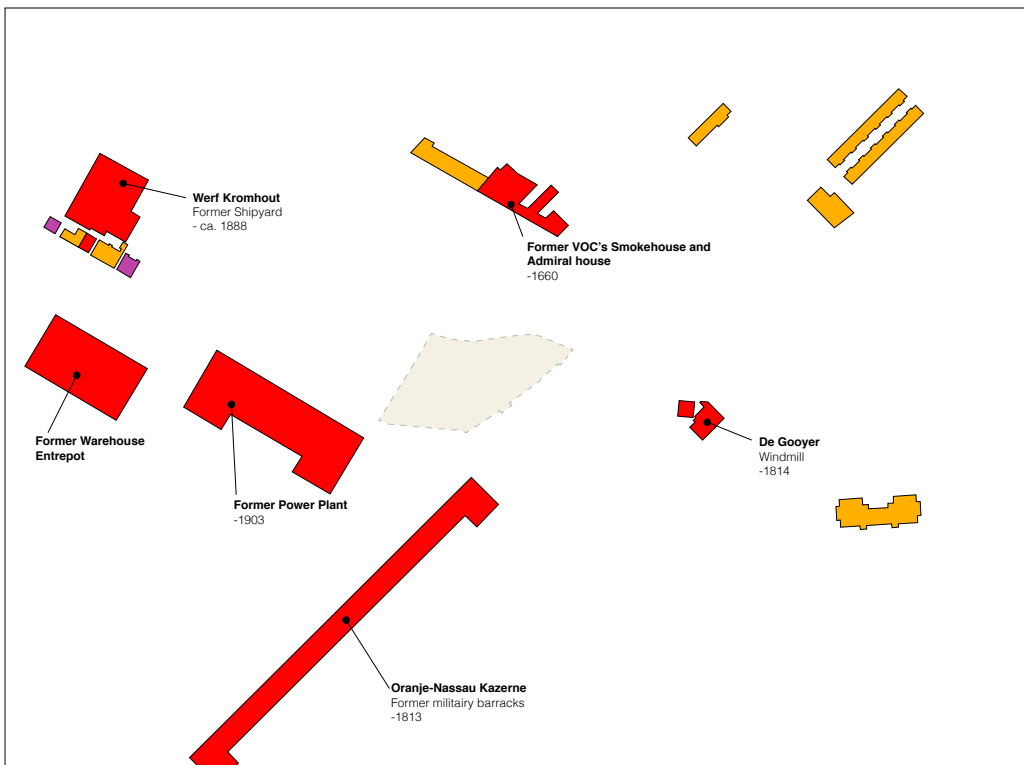 Werf Kromhout
Former Shipyard
- ca. 1888
Former VOC's Smokehouse and
Admiral house
-1660
Former Warehouse
Entrepot
De Gooyer
Windmill
-1814
Former Power Plant
-1903
Oranje-Nassau Kazerne
Former militairy barracks
-1813